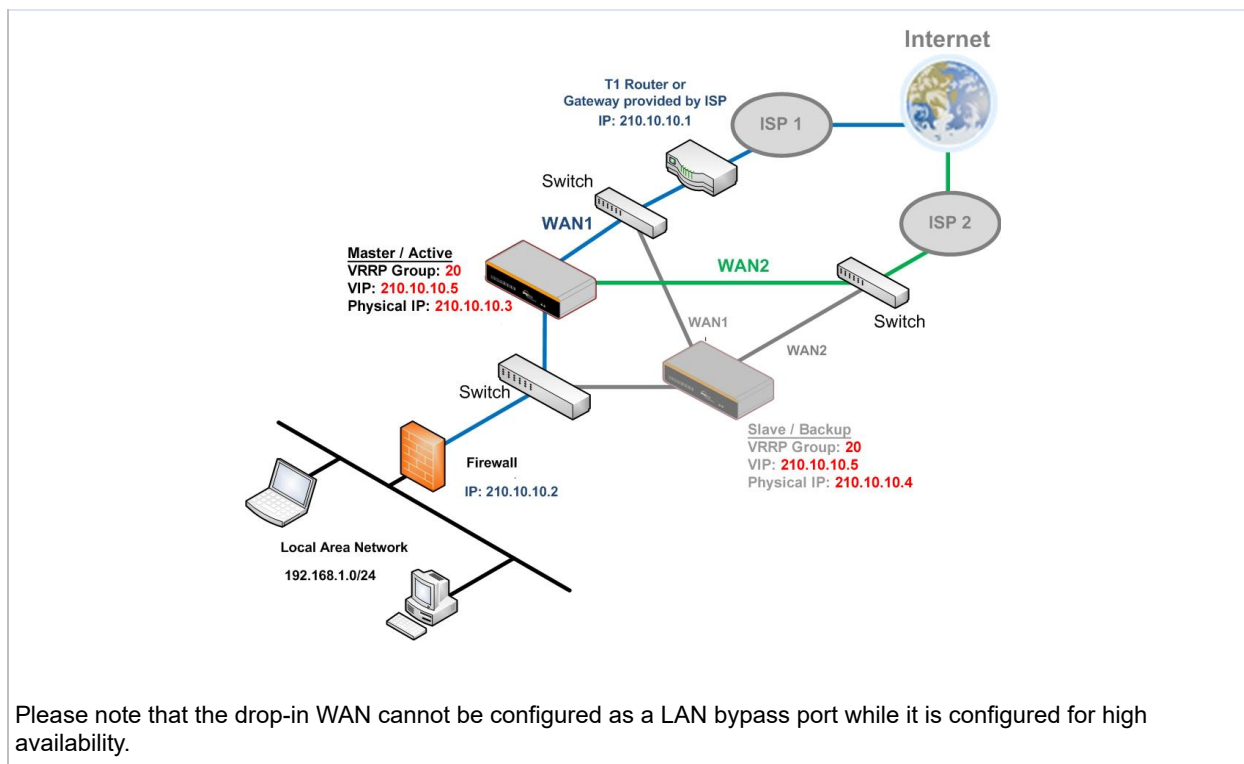 Internet
T1 Router or
Gateway provided by ISP
IP: 210.10.10.1
ISP 1
Switch
WAN1
ISP 2
Master / Active
VRRP Group: 20
VIP: 210.10.10.5
Physical IP: 210.10.10.3
WAN2
Switch
WAN1
WAN2
Switch
Slave / Backup
VRRP Group: 20
VIP: 210.10.10.5
Physical IP: 210.10.10.4
Firewall
IP: 210.10.10.2
Local Area Network
192.168.1.0/24
Please note that the drop-in WAN cannot be configured as a LAN bypass port while it is configured for high
availability.